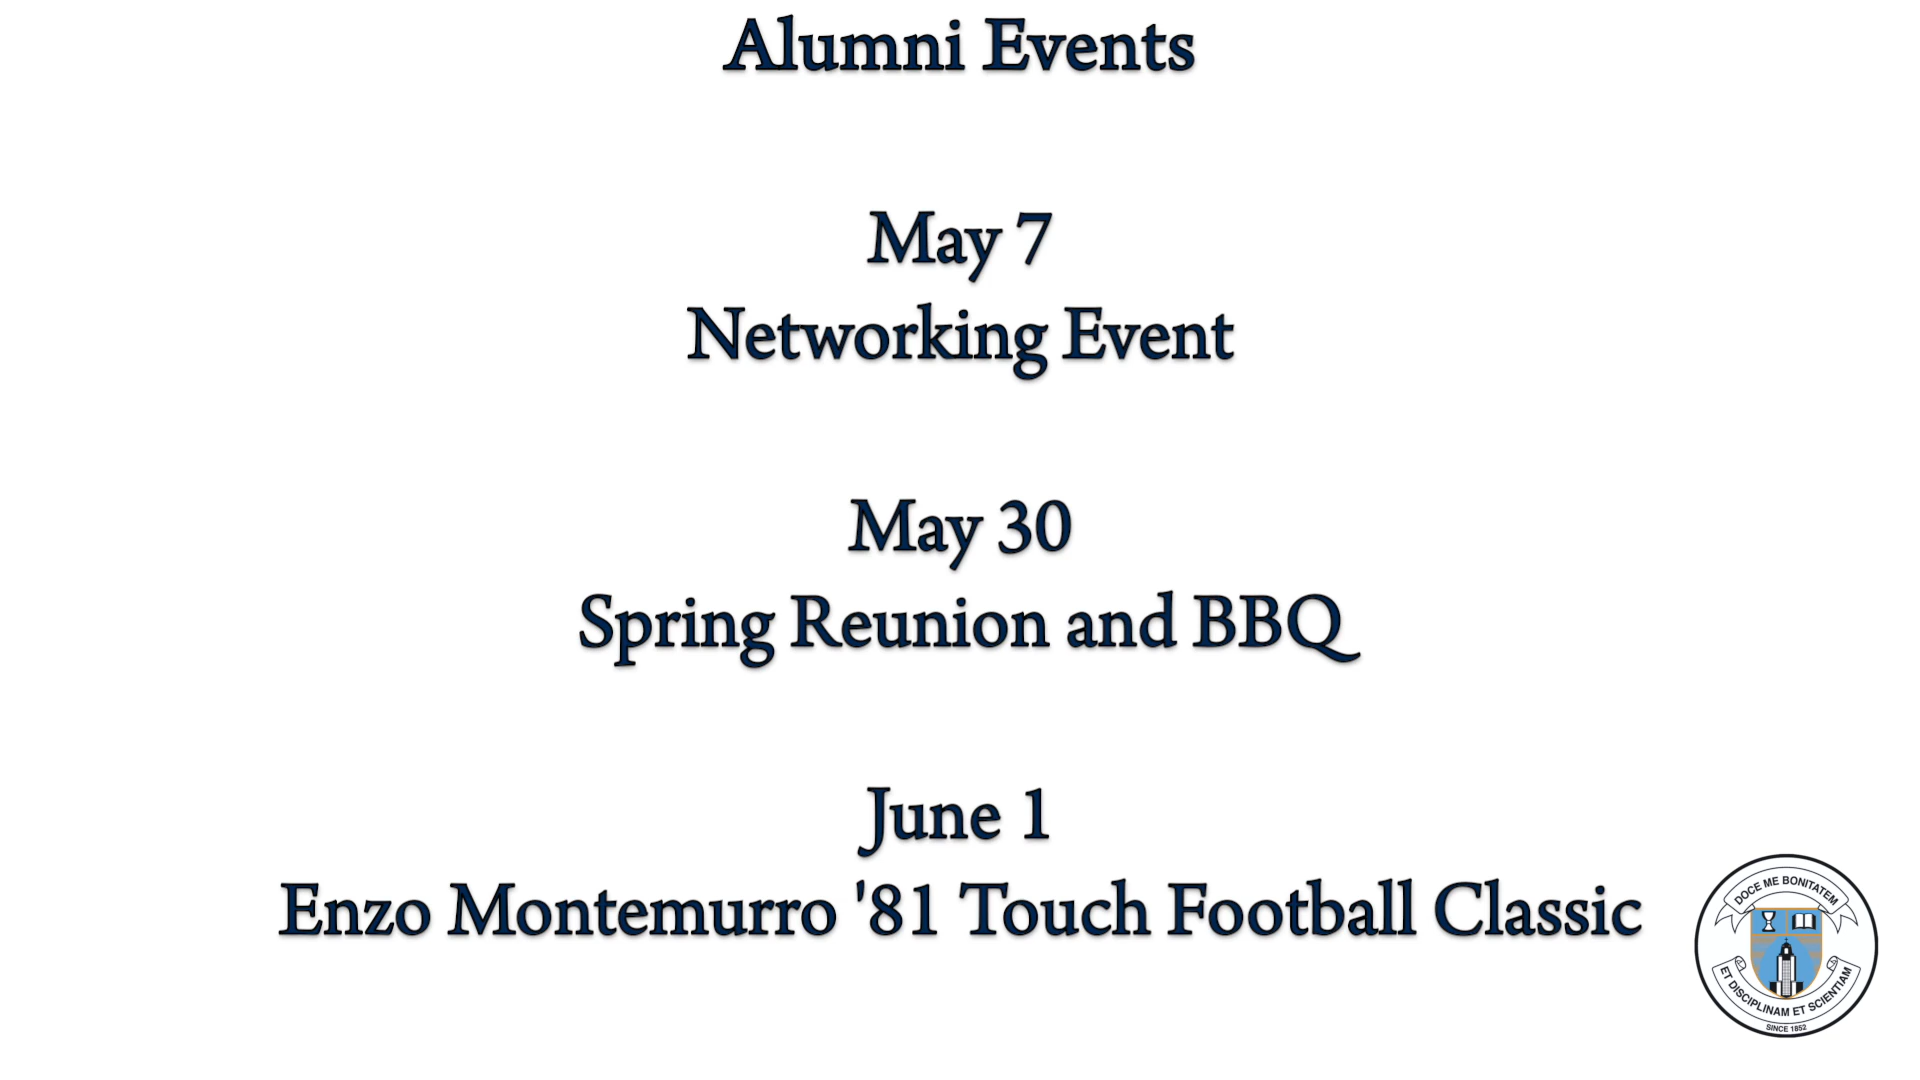 Alumni Events
May 7
Networking Event
May 30
Spring Reunion and BBQ
June 1
Enzo Montemurro '81 Touch Football Classic
DOCE ME BONITATEM
ET DISCIPLINAM ET SCIENTIAM
SINCE 1852